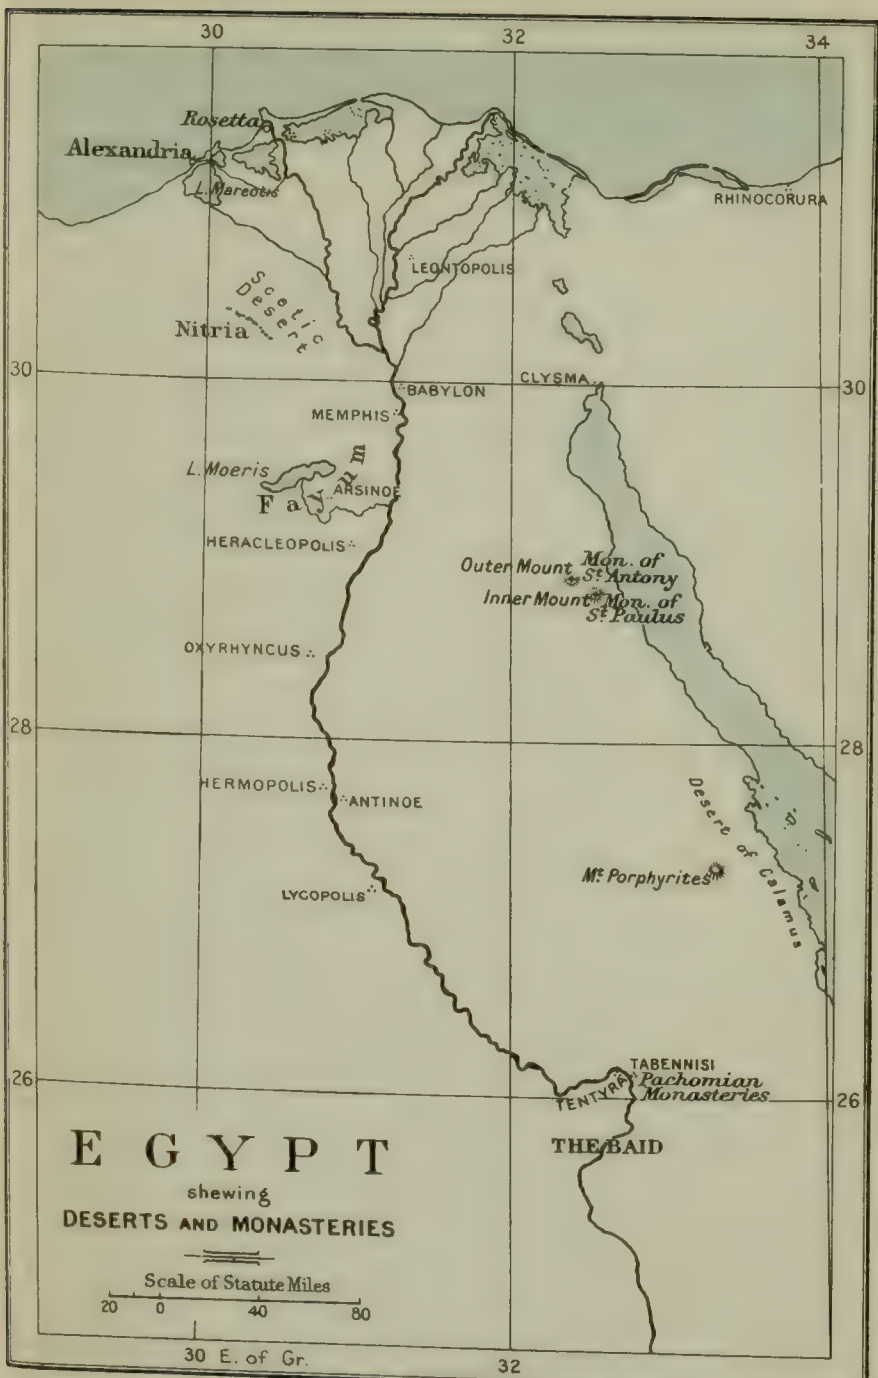 30 32 34
Rosetta
Alexandria
L. Mareotis
RHINOCORURA
LEONTOPOLIS
Scetic
Desert
Nitria
30 30
BABYLON
CLYSMA
MEMPHIS
L. Moeris
Fayum
ARSINOE
HERACLEOPOLIS
Outer Mount
Mon. of
St. Antony
Inner Mount
Mon. of
St. Paulus
OXYRHYNCUS
28 28
HERMOPOLIS
ANTINOE
Desert of Calamus
Mt. Porphyrites
LYCOPOLIS
TABENNISI
26 26
TENTYRA
Pachomian
Monasteries
THEBAID
EGYPT
shewing
DESERTS AND MONASTERIES
Scale of Statute Miles
20 0 40 80
30 E. of Gr. 32